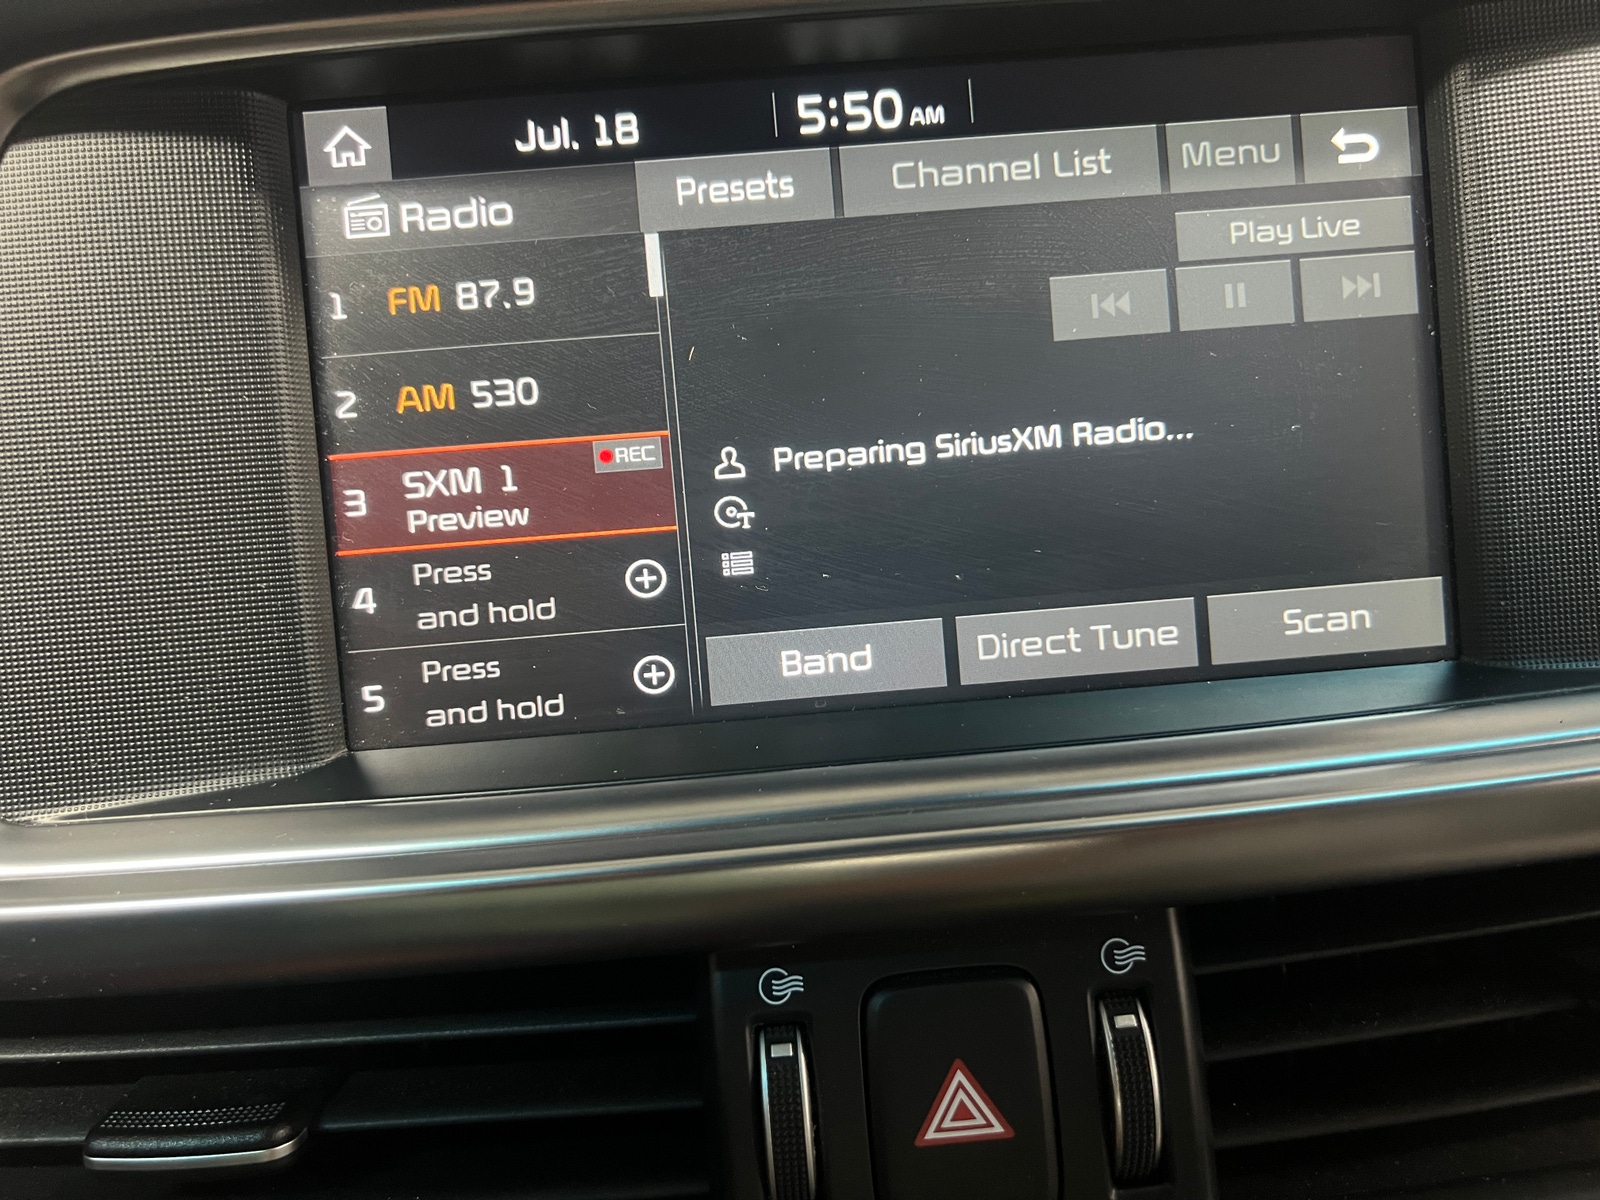 Jul. 18
5:50 AM
Radio
Presets
Channel List
Menu
Play Live
1 FM 87.9
2 AM 530
3 SXM 1
REC
Preview
4 Press
and hold
5 Press
and hold
Preparing SiriusXM Radio...
T
Band
Direct Tune
Scan